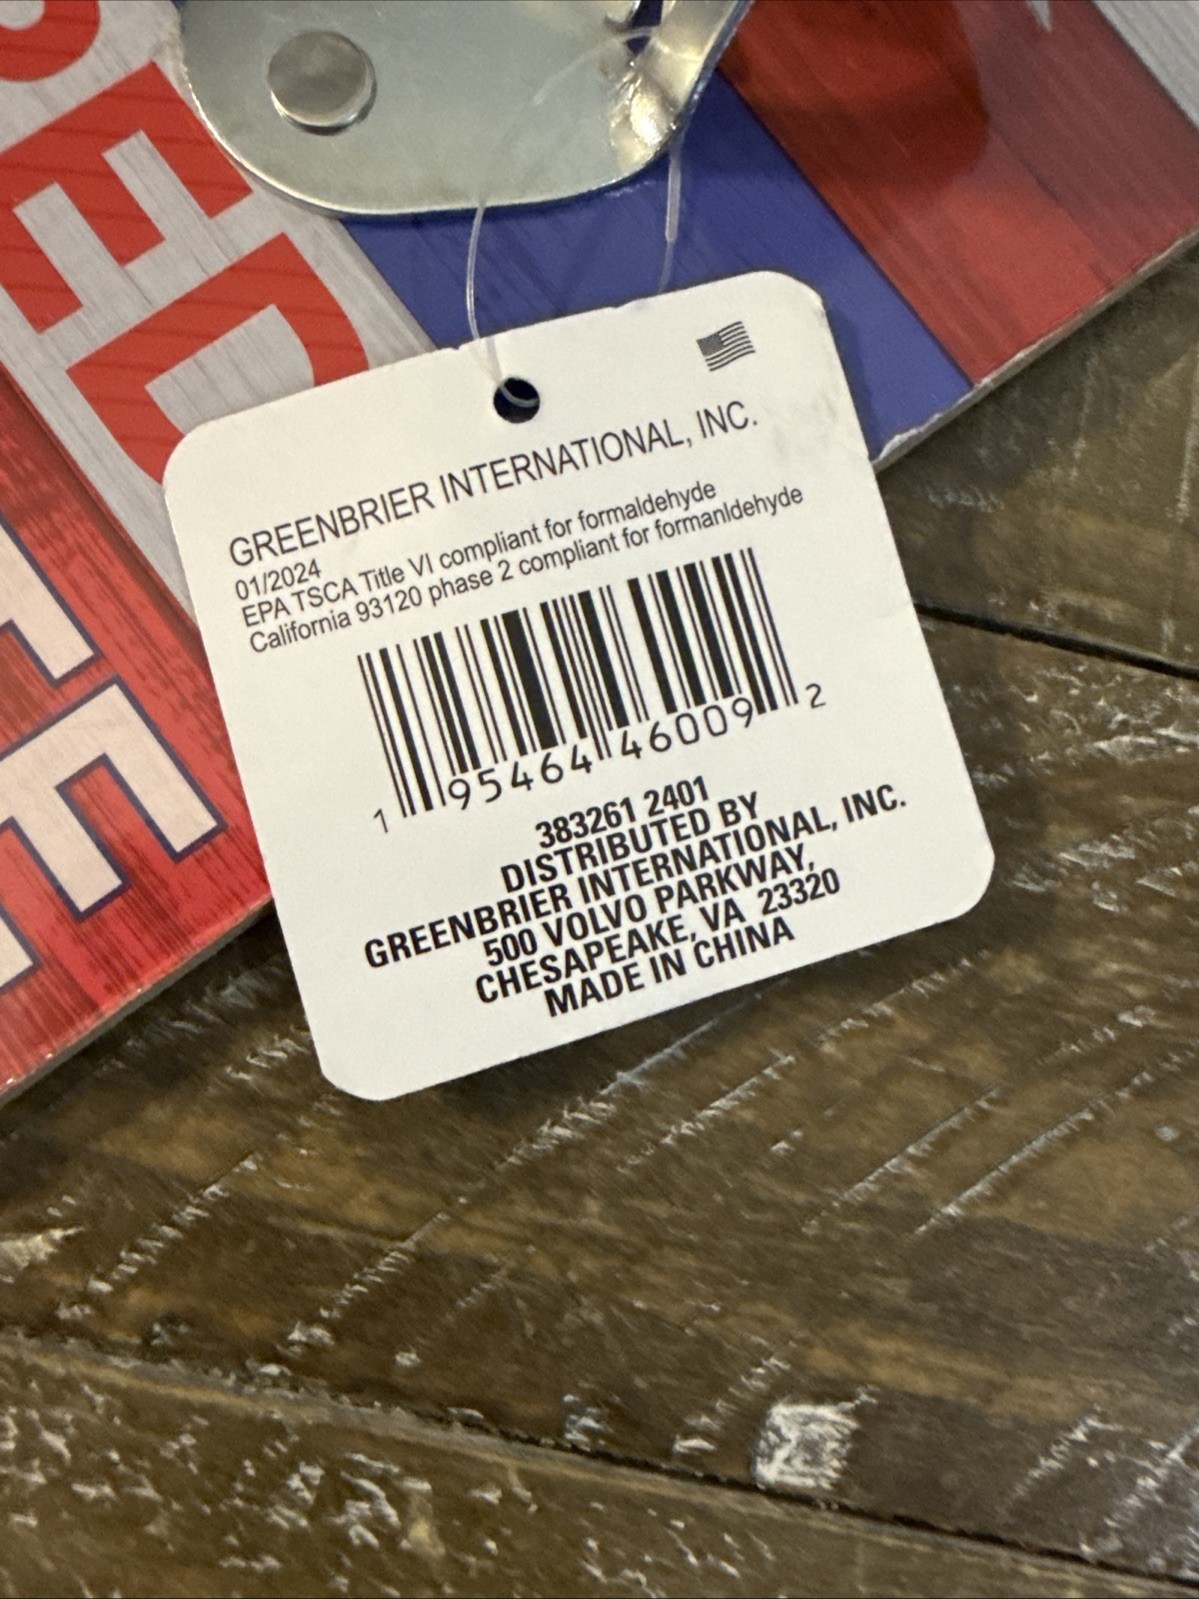 GREENBRIER INTERNATIONAL, INC.
01/2024
EPA TSCA Title VI compliant for formaldehyde
California 93120 phase 2 compliant for formanldehyde
1 95464 46009 2
383261 2401
DISTRIBUTED BY
GREENBRIER INTERNATIONAL, INC.
500 VOLVO PARKWAY,
CHESAPEAKE, VA 23320
MADE IN CHINA